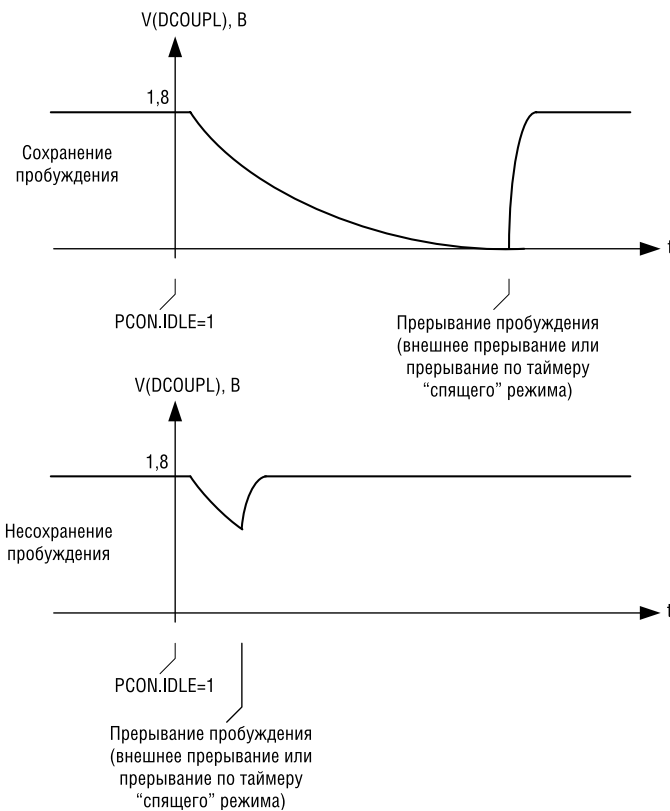 V(DCOUPL), В
1,8
Сохранение
пробуждения
t
PCON.IDLE=1
Прерывание пробуждения
(внешнее прерывание или
прерывание по таймеру
“спящего” режима)
V(DCOUPL), В
1,8
Несохранение
пробуждения
t
PCON.IDLE=1
Прерывание пробуждения
(внешнее прерывание или
прерывание по таймеру
“спящего” режима)